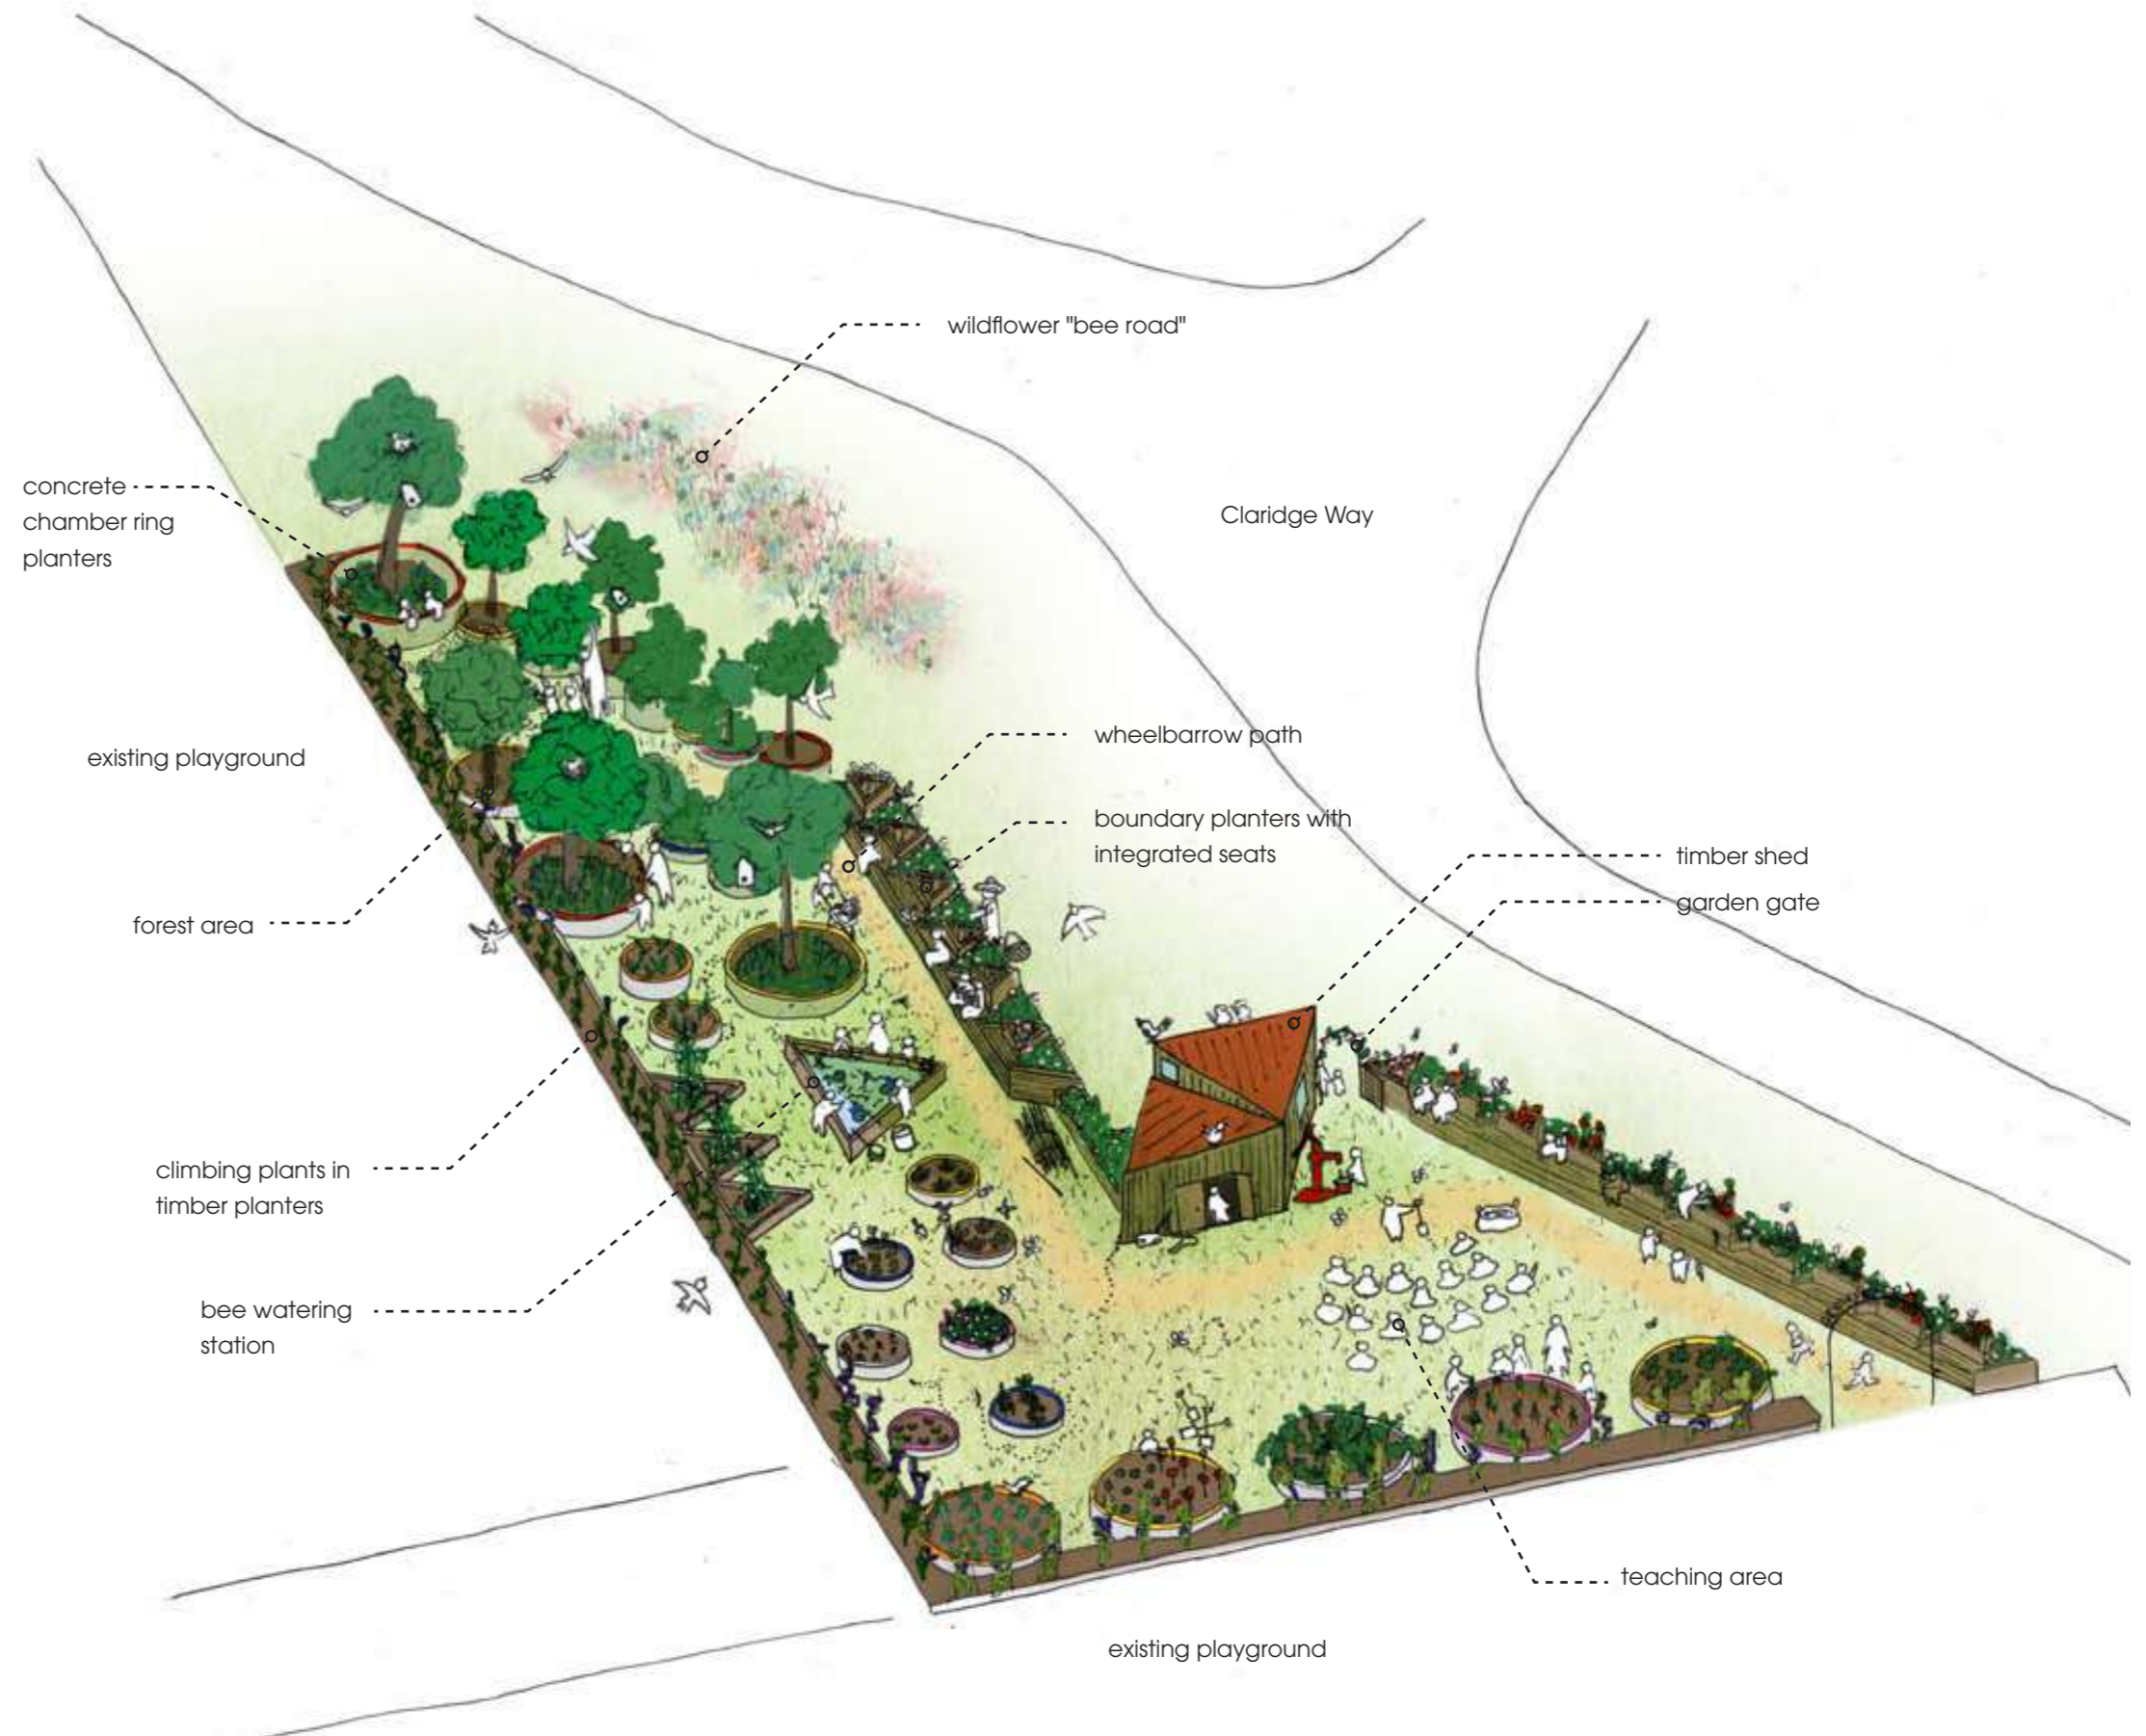 wildflower "bee road"
concrete
chamber ring
planters
Claridge Way
wheelbarrow path
existing playground
boundary planters with
integrated seats
timber shed
garden gate
forest area
climbing plants in
timber planters
bee watering
station
teaching area
existing playground